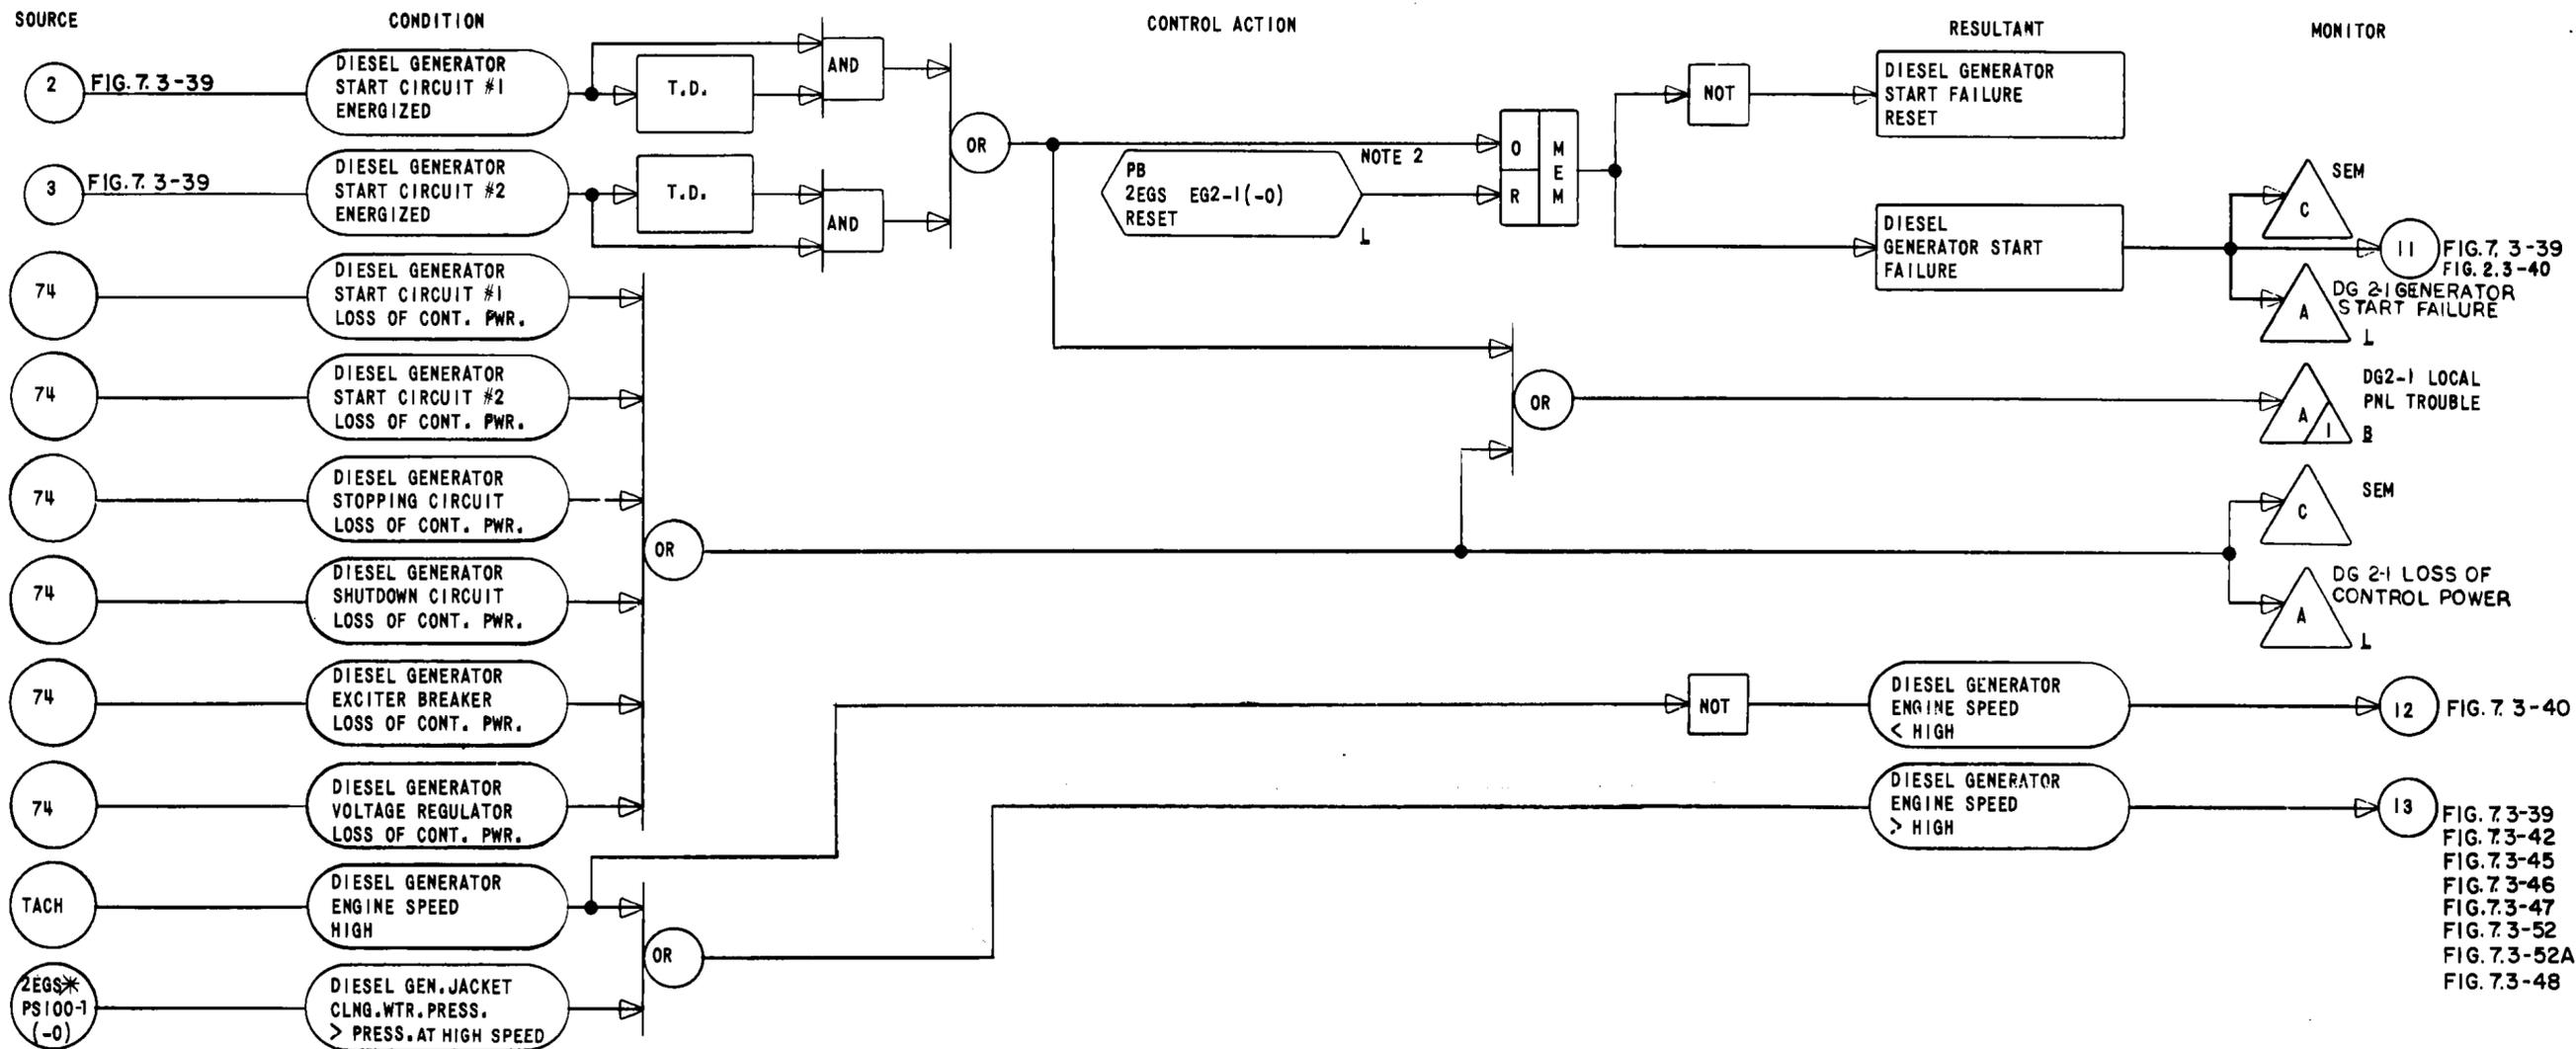 SOURCE
CONDITION
CONTROL ACTION
RESULTANT
MONITOR
2
FIG. 7. 3-39
DIESEL GENERATOR
START CIRCUIT #1
ENERGIZED
T.D.
AND
OR
NOT
DIESEL GENERATOR
START FAILURE
RESET
3
FIG. 7. 3-39
DIESEL GENERATOR
START CIRCUIT #2
ENERGIZED
T.D.
AND
PB
2EGS EG2-1(-0)
RESET
NOTE 2
L
O
R
MEM
DIESEL
GENERATOR START
FAILURE
C
SEM
11
FIG. 7. 3-39
FIG. 2.3-40
A
DG 2-1 GENERATOR
START FAILURE
L
74
DIESEL GENERATOR
START CIRCUIT #1
LOSS OF CONT. PWR.
74
DIESEL GENERATOR
START CIRCUIT #2
LOSS OF CONT. PWR.
OR
A
1
DG2-1 LOCAL
PNL TROUBLE
B
74
DIESEL GENERATOR
STOPPING CIRCUIT
LOSS OF CONT. PWR.
OR
C
SEM
74
DIESEL GENERATOR
SHUTDOWN CIRCUIT
LOSS OF CONT. PWR.
A
DG 2-1 LOSS OF
CONTROL POWER
L
74
DIESEL GENERATOR
EXCITER BREAKER
LOSS OF CONT. PWR.
NOT
DIESEL GENERATOR
ENGINE SPEED
< HIGH
12
FIG. 7. 3-40
74
DIESEL GENERATOR
VOLTAGE REGULATOR
LOSS OF CONT. PWR.
DIESEL GENERATOR
ENGINE SPEED
> HIGH
13
FIG. 7.3-39
FIG. 7.3-42
FIG. 7.3-45
FIG. 7.3-46
FIG. 7.3-47
FIG. 7.3-52
FIG. 7.3-52A
FIG. 7.3-48
TACH
DIESEL GENERATOR
ENGINE SPEED
HIGH
OR
2EGS*
PS100-1
(-0)
DIESEL GEN. JACKET
CLNG.WTR.PRESS.
> PRESS. AT HIGH SPEED